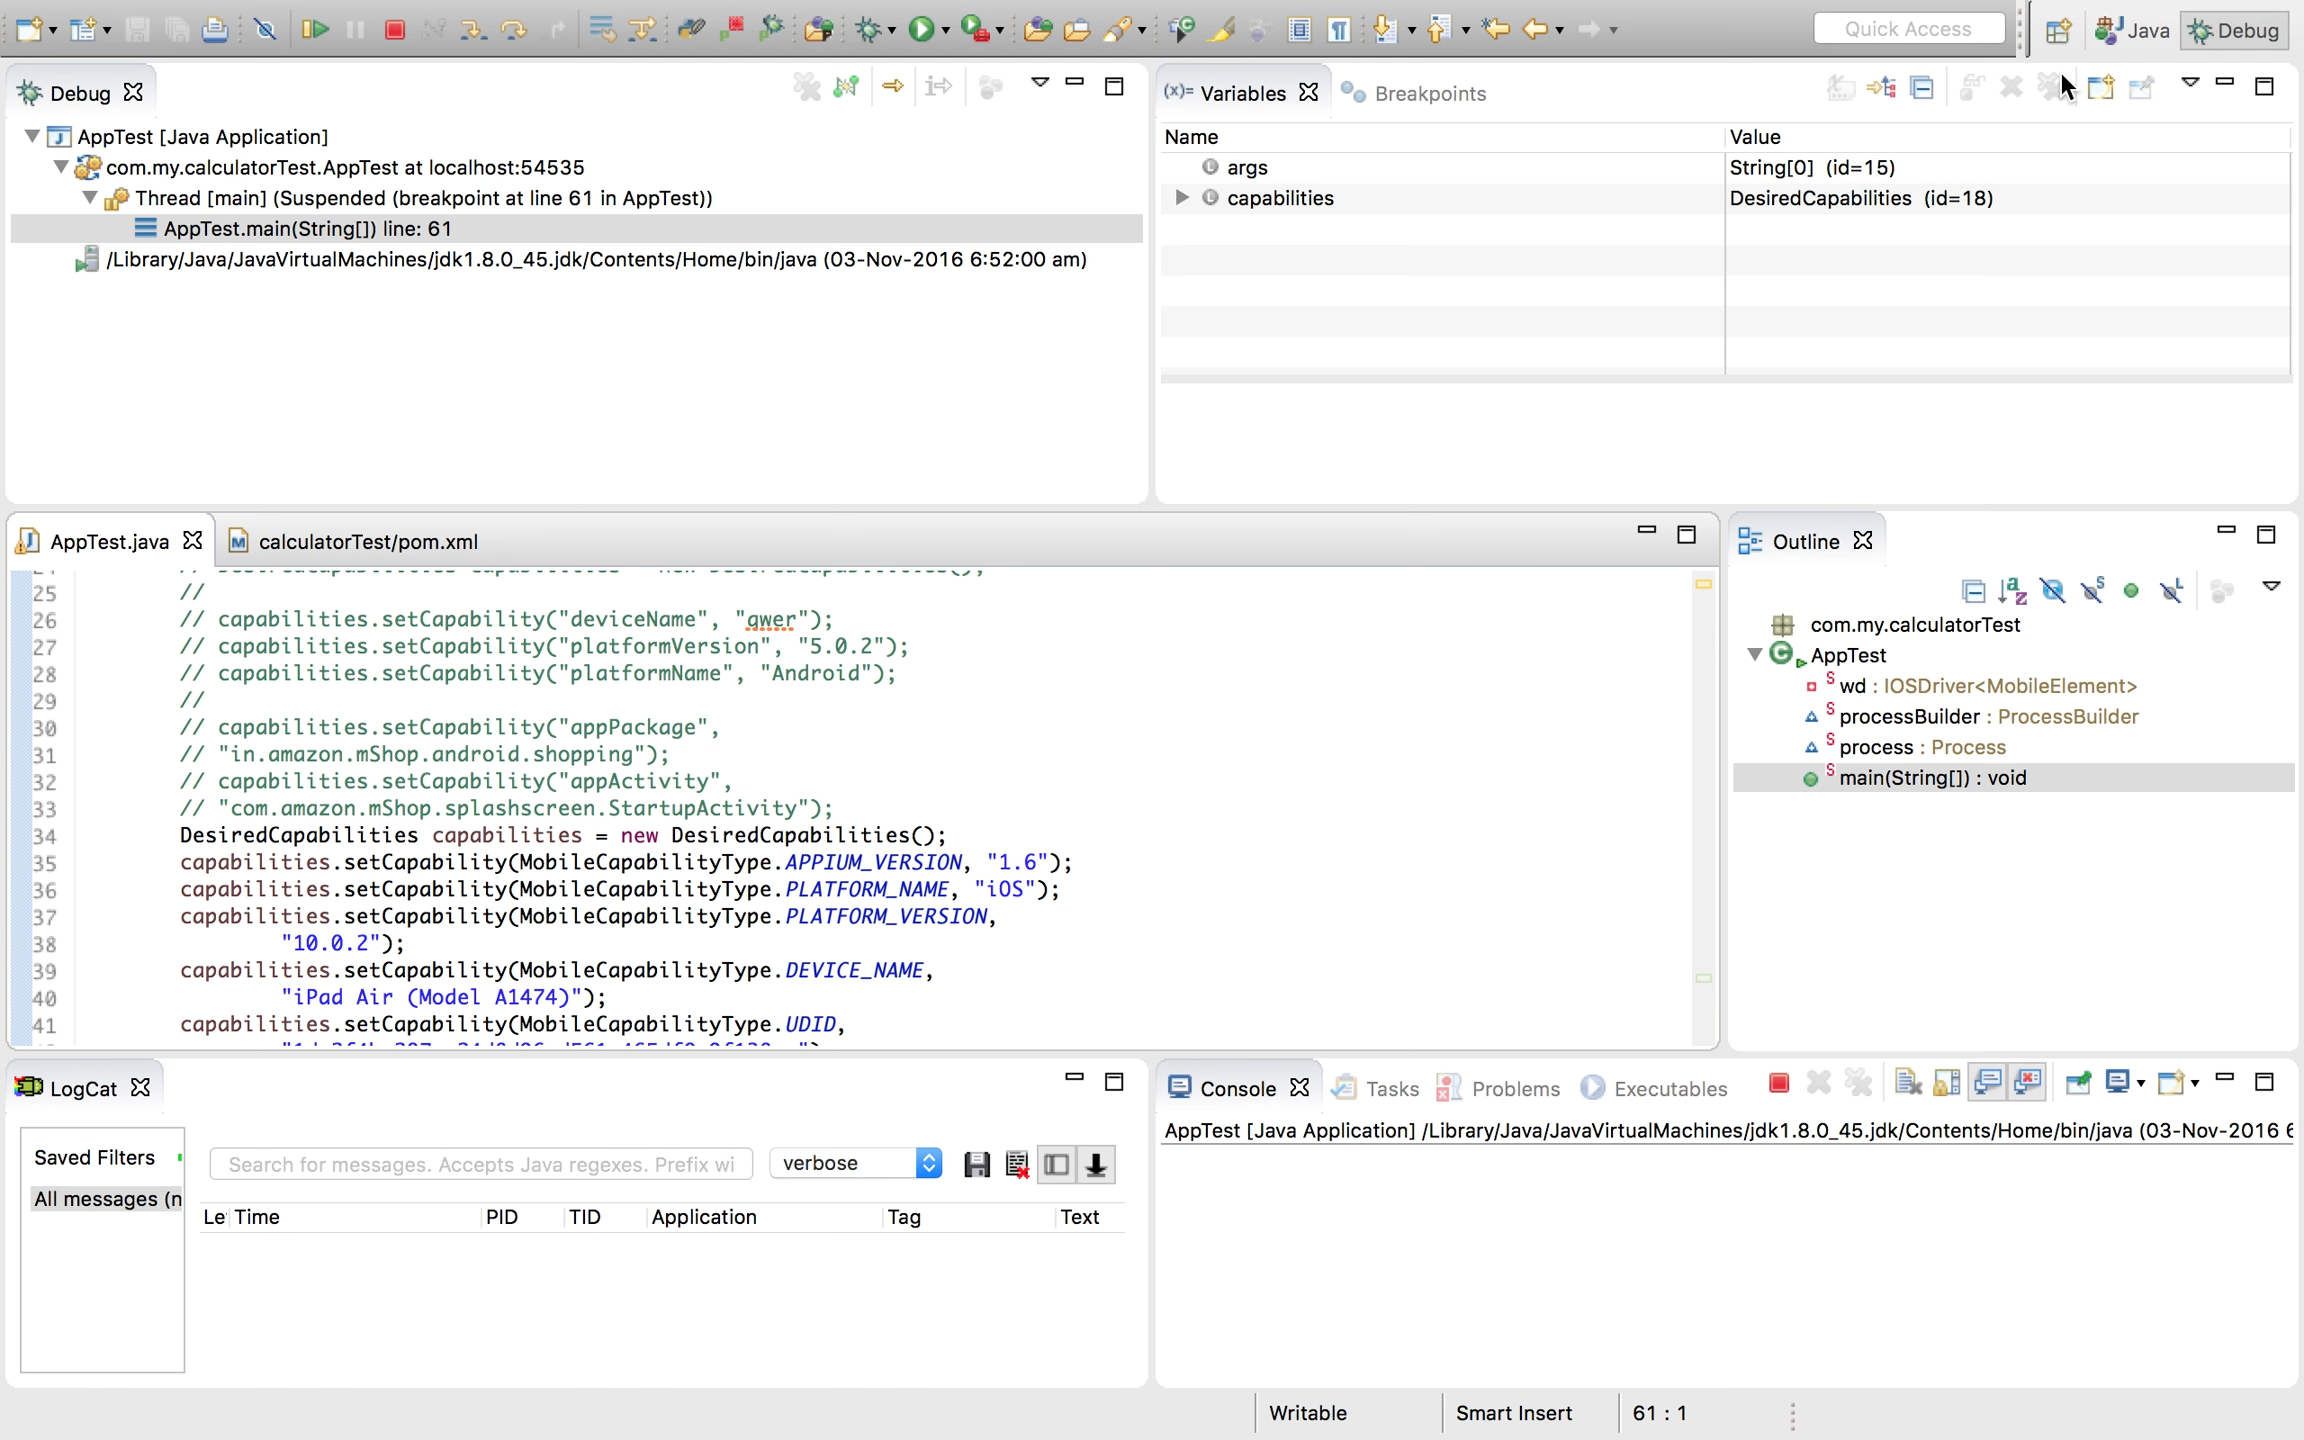 Quick Access
Java
Debug
Debug
AppTest [Java Application]
com.my.calculatorTest.AppTest at localhost:54535
Thread [main] (Suspended (breakpoint at line 61 in AppTest))
AppTest.main(String[]) line: 61
/Library/Java/JavaVirtualMachines/jdk1.8.0_45.jdk/Contents/Home/bin/java (03-Nov-2016 6:52:00 am)
(x)= Variables
Breakpoints
Name Value
args String[0] (id=15)
capabilities DesiredCapabilities (id=18)
AppTest.java
calculatorTest/pom.xml
25 //
26 // capabilities.setCapability("deviceName", "qwer");
27 // capabilities.setCapability("platformVersion", "5.0.2");
28 // capabilities.setCapability("platformName", "Android");
29 //
30 // capabilities.setCapability("appPackage",
31 // "in.amazon.mShop.android.shopping");
32 // capabilities.setCapability("appActivity",
33 // "com.amazon.mShop.splashscreen.StartupActivity");
34 DesiredCapabilities capabilities = new DesiredCapabilities();
35 capabilities.setCapability(MobileCapabilityType.APPIUM_VERSION, "1.6");
36 capabilities.setCapability(MobileCapabilityType.PLATFORM_NAME, "iOS");
37 capabilities.setCapability(MobileCapabilityType.PLATFORM_VERSION,
38 "10.0.2");
39 capabilities.setCapability(MobileCapabilityType.DEVICE_NAME,
40 "iPad Air (Model A1474)");
41 capabilities.setCapability(MobileCapabilityType.UDID,
Outline
com.my.calculatorTest
AppTest
wd : IOSDriver<MobileElement>
processBuilder : ProcessBuilder
process : Process
main(String[]) : void
LogCat
Saved Filters
All messages (n
Search for messages. Accepts Java regexes. Prefix wi
verbose
Le Time PID TID Application Tag Text
Console
Tasks
Problems
Executables
AppTest [Java Application] /Library/Java/JavaVirtualMachines/jdk1.8.0_45.jdk/Contents/Home/bin/java (03-Nov-2016 6
Writable
Smart Insert
61 : 1